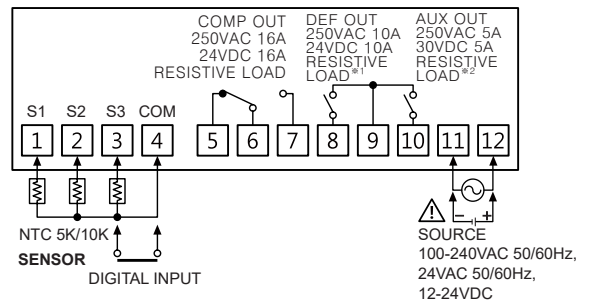 COMP OUT
250VAC 16A
24VDC 16A
RESISTIVE LOAD
DEF OUT
250VAC 10A
24VDC 10A
RESISTIVE
LOAD※1
AUX OUT
250VAC 5A
30VDC 5A
RESISTIVE
LOAD※2
S1 S2 S3 COM
1 2 3 4 5 6 7 8 9 10 11 12
NTC 5K/10K
SENSOR
DIGITAL INPUT
− +
SOURCE
100-240VAC 50/60Hz,
24VAC 50/60Hz,
12-24VDC